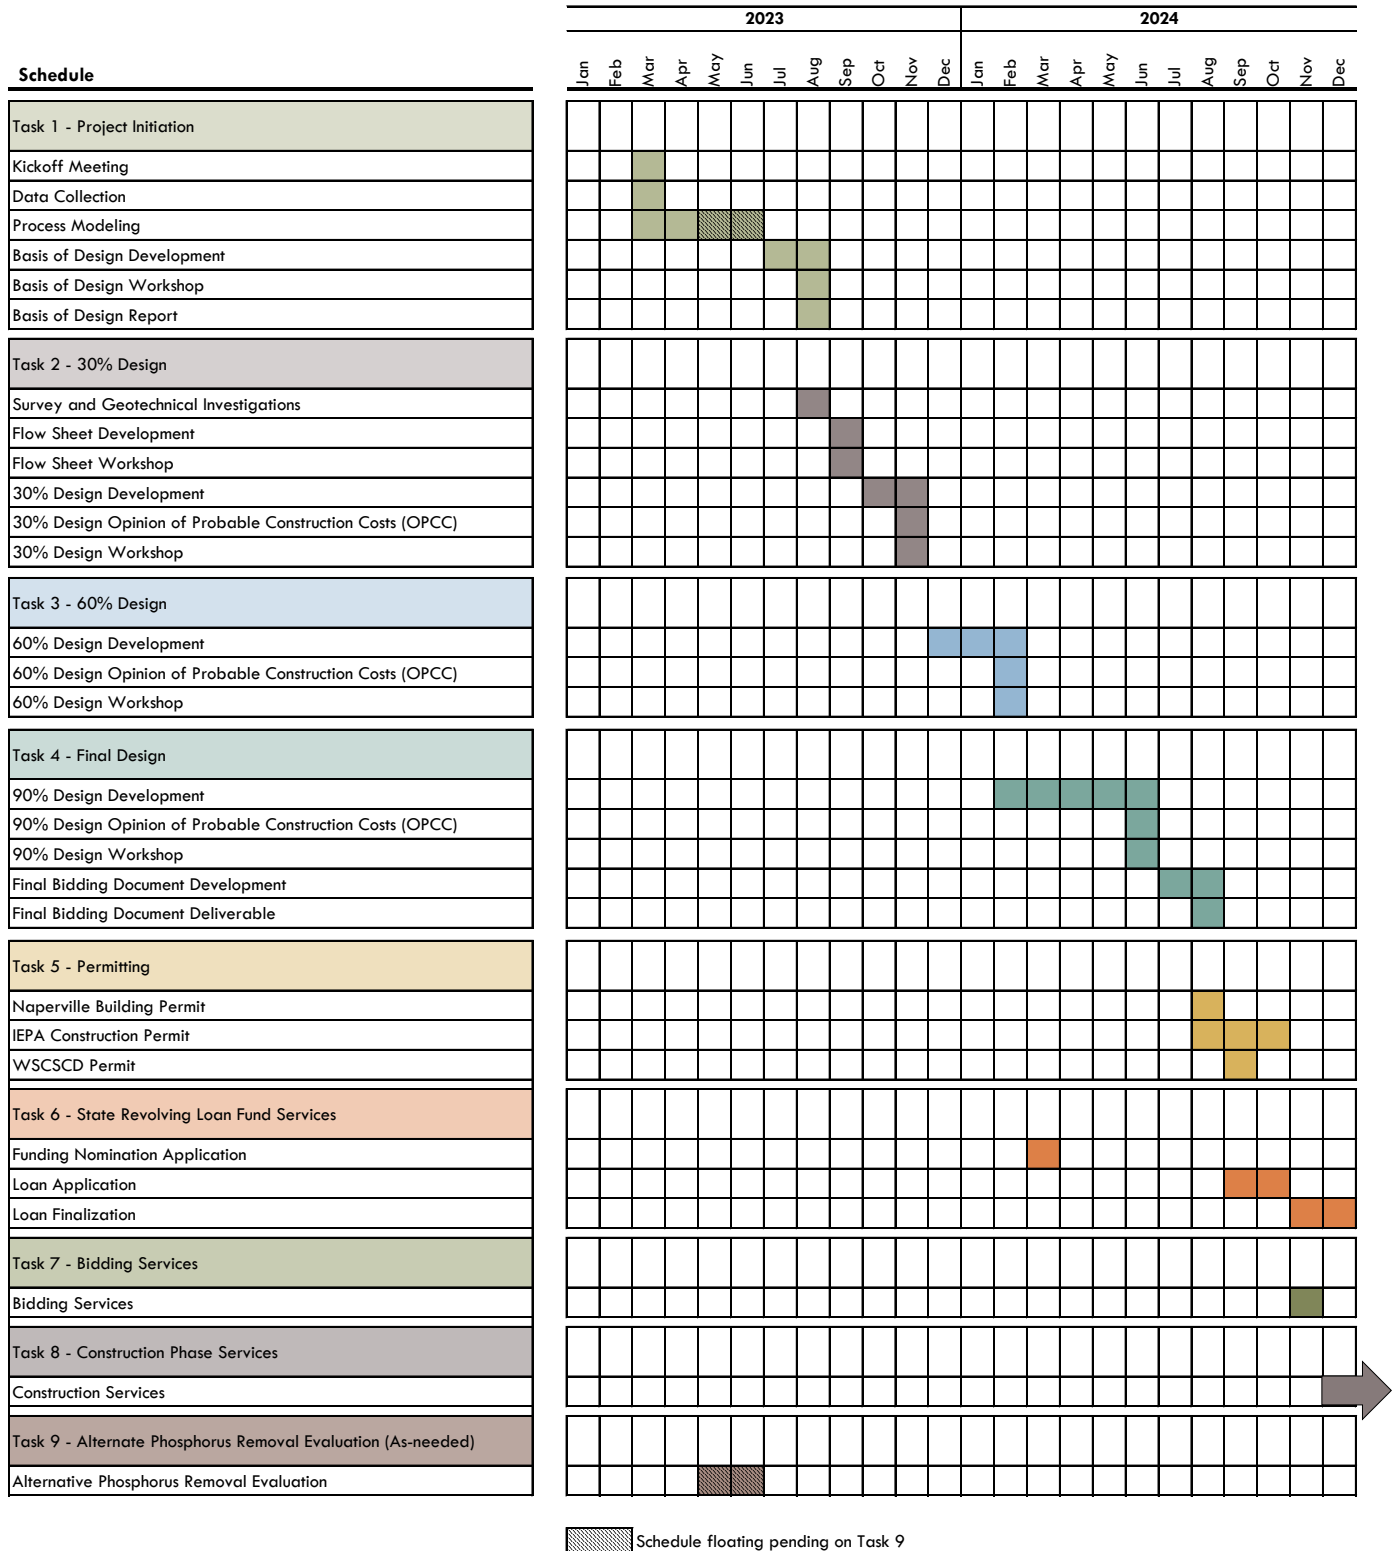 2023 2024
Schedule Jan Feb Mar Apr May Jun Jul Aug Sep Oct Nov Dec Jan Feb Mar Apr May Jun Jul Aug Sep Oct Nov Dec
Task 1 - Project Initiation
Kickoff Meeting
Data Collection
Process Modeling
Basis of Design Development
Basis of Design Workshop
Basis of Design Report
Task 2 - 30% Design
Survey and Geotechnical Investigations
Flow Sheet Development
Flow Sheet Workshop
30% Design Development
30% Design Opinion of Probable Construction Costs (OPCC)
30% Design Workshop
Task 3 - 60% Design
60% Design Development
60% Design Opinion of Probable Construction Costs (OPCC)
60% Design Workshop
Task 4 - Final Design
90% Design Development
90% Design Opinion of Probable Construction Costs (OPCC)
90% Design Workshop
Final Bidding Document Development
Final Bidding Document Deliverable
Task 5 - Permitting
Naperville Building Permit
IEPA Construction Permit
WSCSCD Permit
Task 6 - State Revolving Loan Fund Services
Funding Nomination Application
Loan Application
Loan Finalization
Task 7 - Bidding Services
Bidding Services
Task 8 - Construction Phase Services
Construction Services
Task 9 - Alternate Phosphorus Removal Evaluation (As-needed)
Alternative Phosphorus Removal Evaluation
Schedule floating pending on Task 9